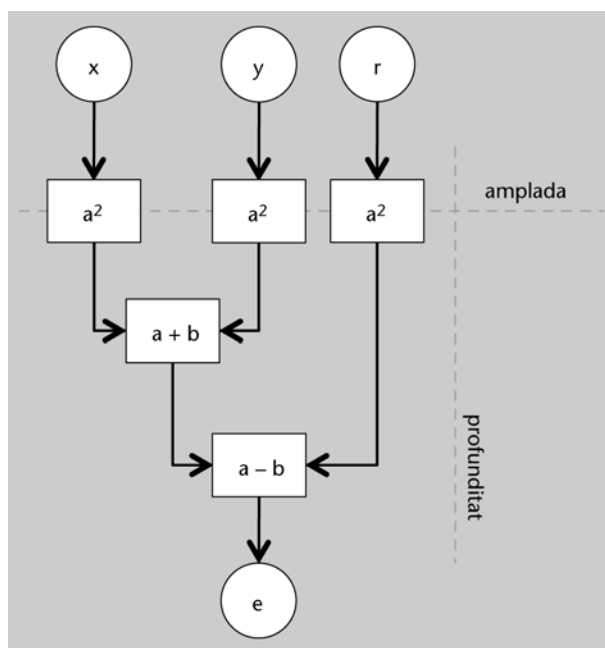 x
y
r
a²
a²
a²
amplada
a + b
profunditat
a – b
e